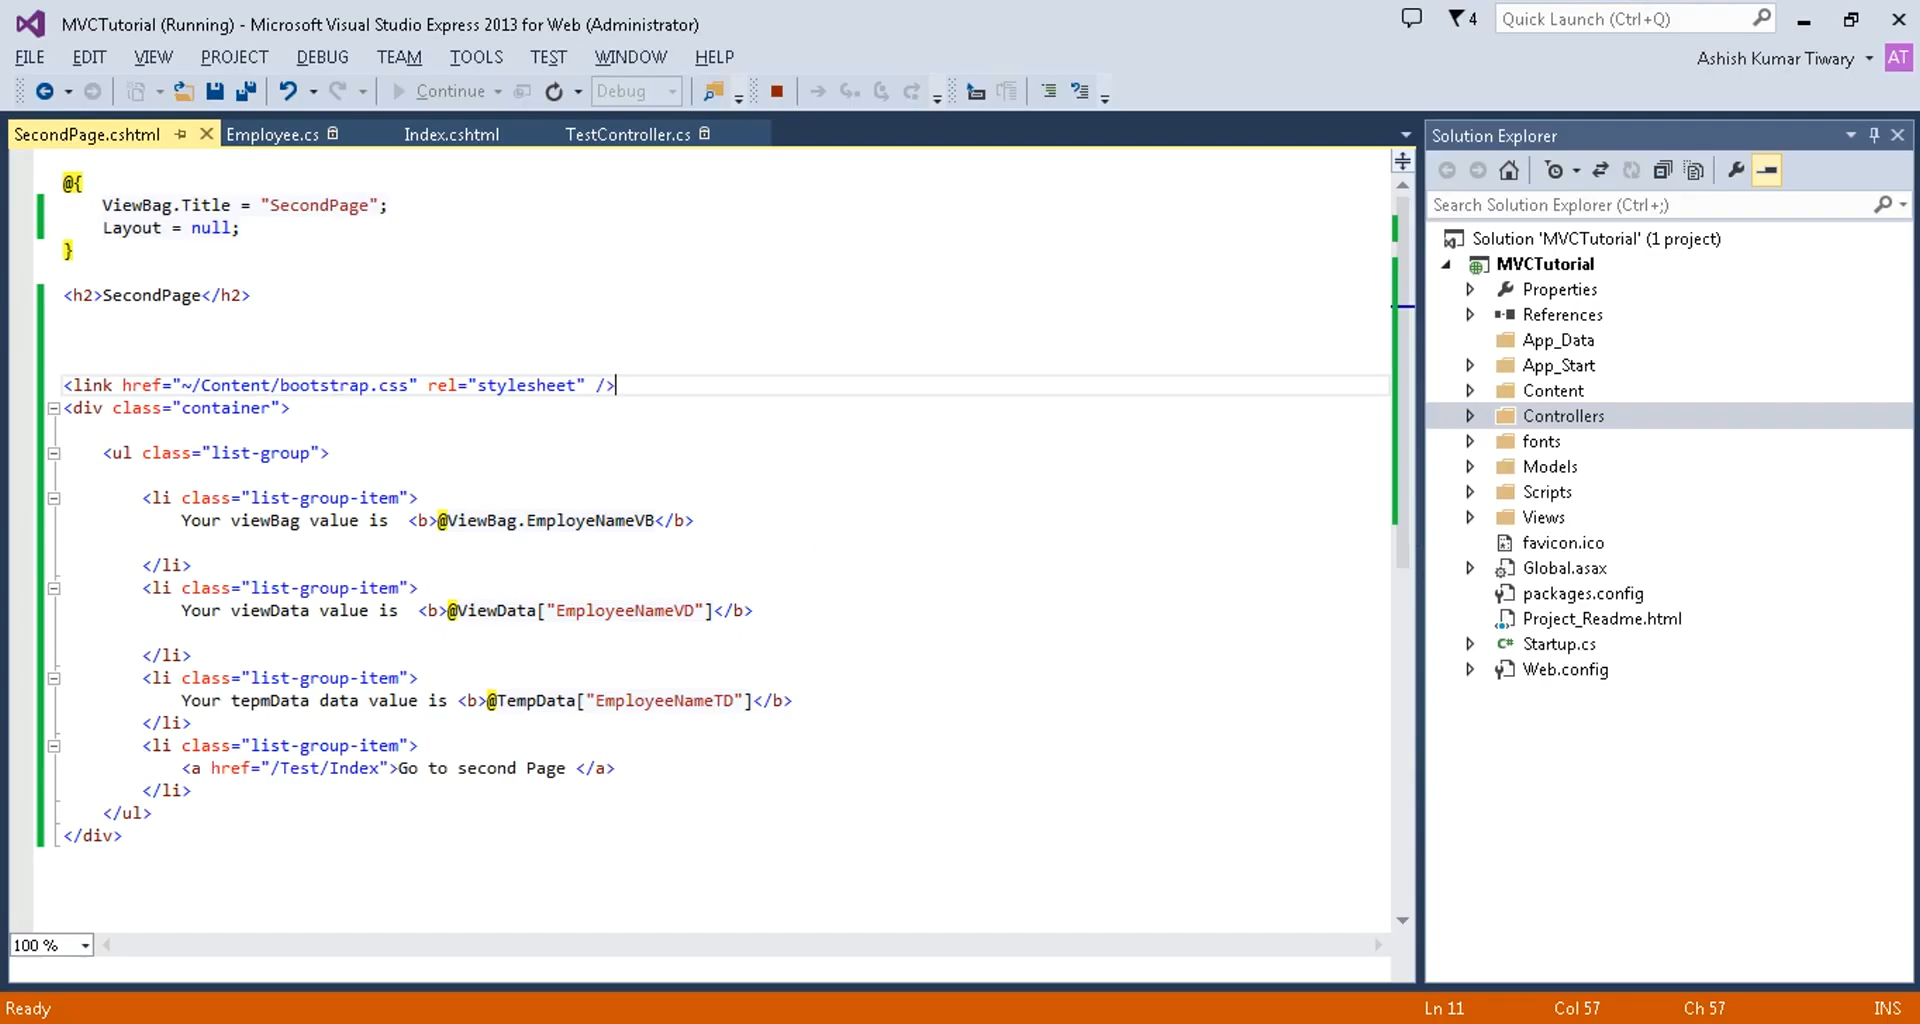 MVCTutorial (Running) - Microsoft Visual Studio Express 2013 for Web (Administrator)
4
Quick Launch (Ctrl+Q)
FILE EDIT VIEW PROJECT DEBUG TEAM TOOLS TEST WINDOW HELP
Ashish Kumar Tiwary
AT
Continue
Debug
SecondPage.cshtml
Employee.cs
Index.cshtml
TestController.cs
@{
ViewBag.Title = "SecondPage";
Layout = null;
}
<h2>SecondPage</h2>
<link href="~/Content/bootstrap.css" rel="stylesheet" />
<div class="container">
<ul class="list-group">
<li class="list-group-item">
Your viewBag value is <b>@ViewBag.EmployeNameVB</b>
</li>
<li class="list-group-item">
Your viewData value is <b>@ViewData["EmployeeNameVD"]</b>
</li>
<li class="list-group-item">
Your tepmData data value is <b>@TempData["EmployeeNameTD"]</b>
</li>
<li class="list-group-item">
<a href="/Test/Index">Go to second Page </a>
</li>
</ul>
</div>
100 %
Solution Explorer
Search Solution Explorer (Ctrl+;)
Solution 'MVCTutorial' (1 project)
MVCTutorial
Properties
References
App_Data
App_Start
Content
Controllers
fonts
Models
Scripts
Views
favicon.ico
Global.asax
packages.config
Project_Readme.html
C# Startup.cs
Web.config
Ready
Ln 11
Col 57
Ch 57
INS